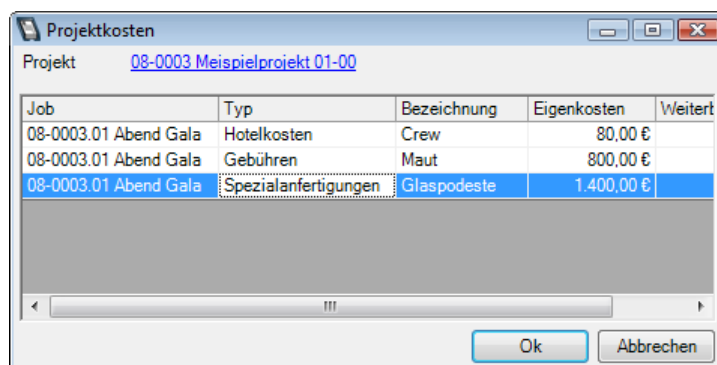 Projektkosten
Projekt 08-0003 Meispielprojekt 01-00
Job Typ Bezeichnung Eigenkosten Weiterb
08-0003.01 Abend Gala Hotelkosten Crew 80,00 €
08-0003.01 Abend Gala Gebühren Maut 800,00 €
08-0003.01 Abend Gala Spezialanfertigungen Glaspodeste 1.400,00 €
Ok Abbrechen